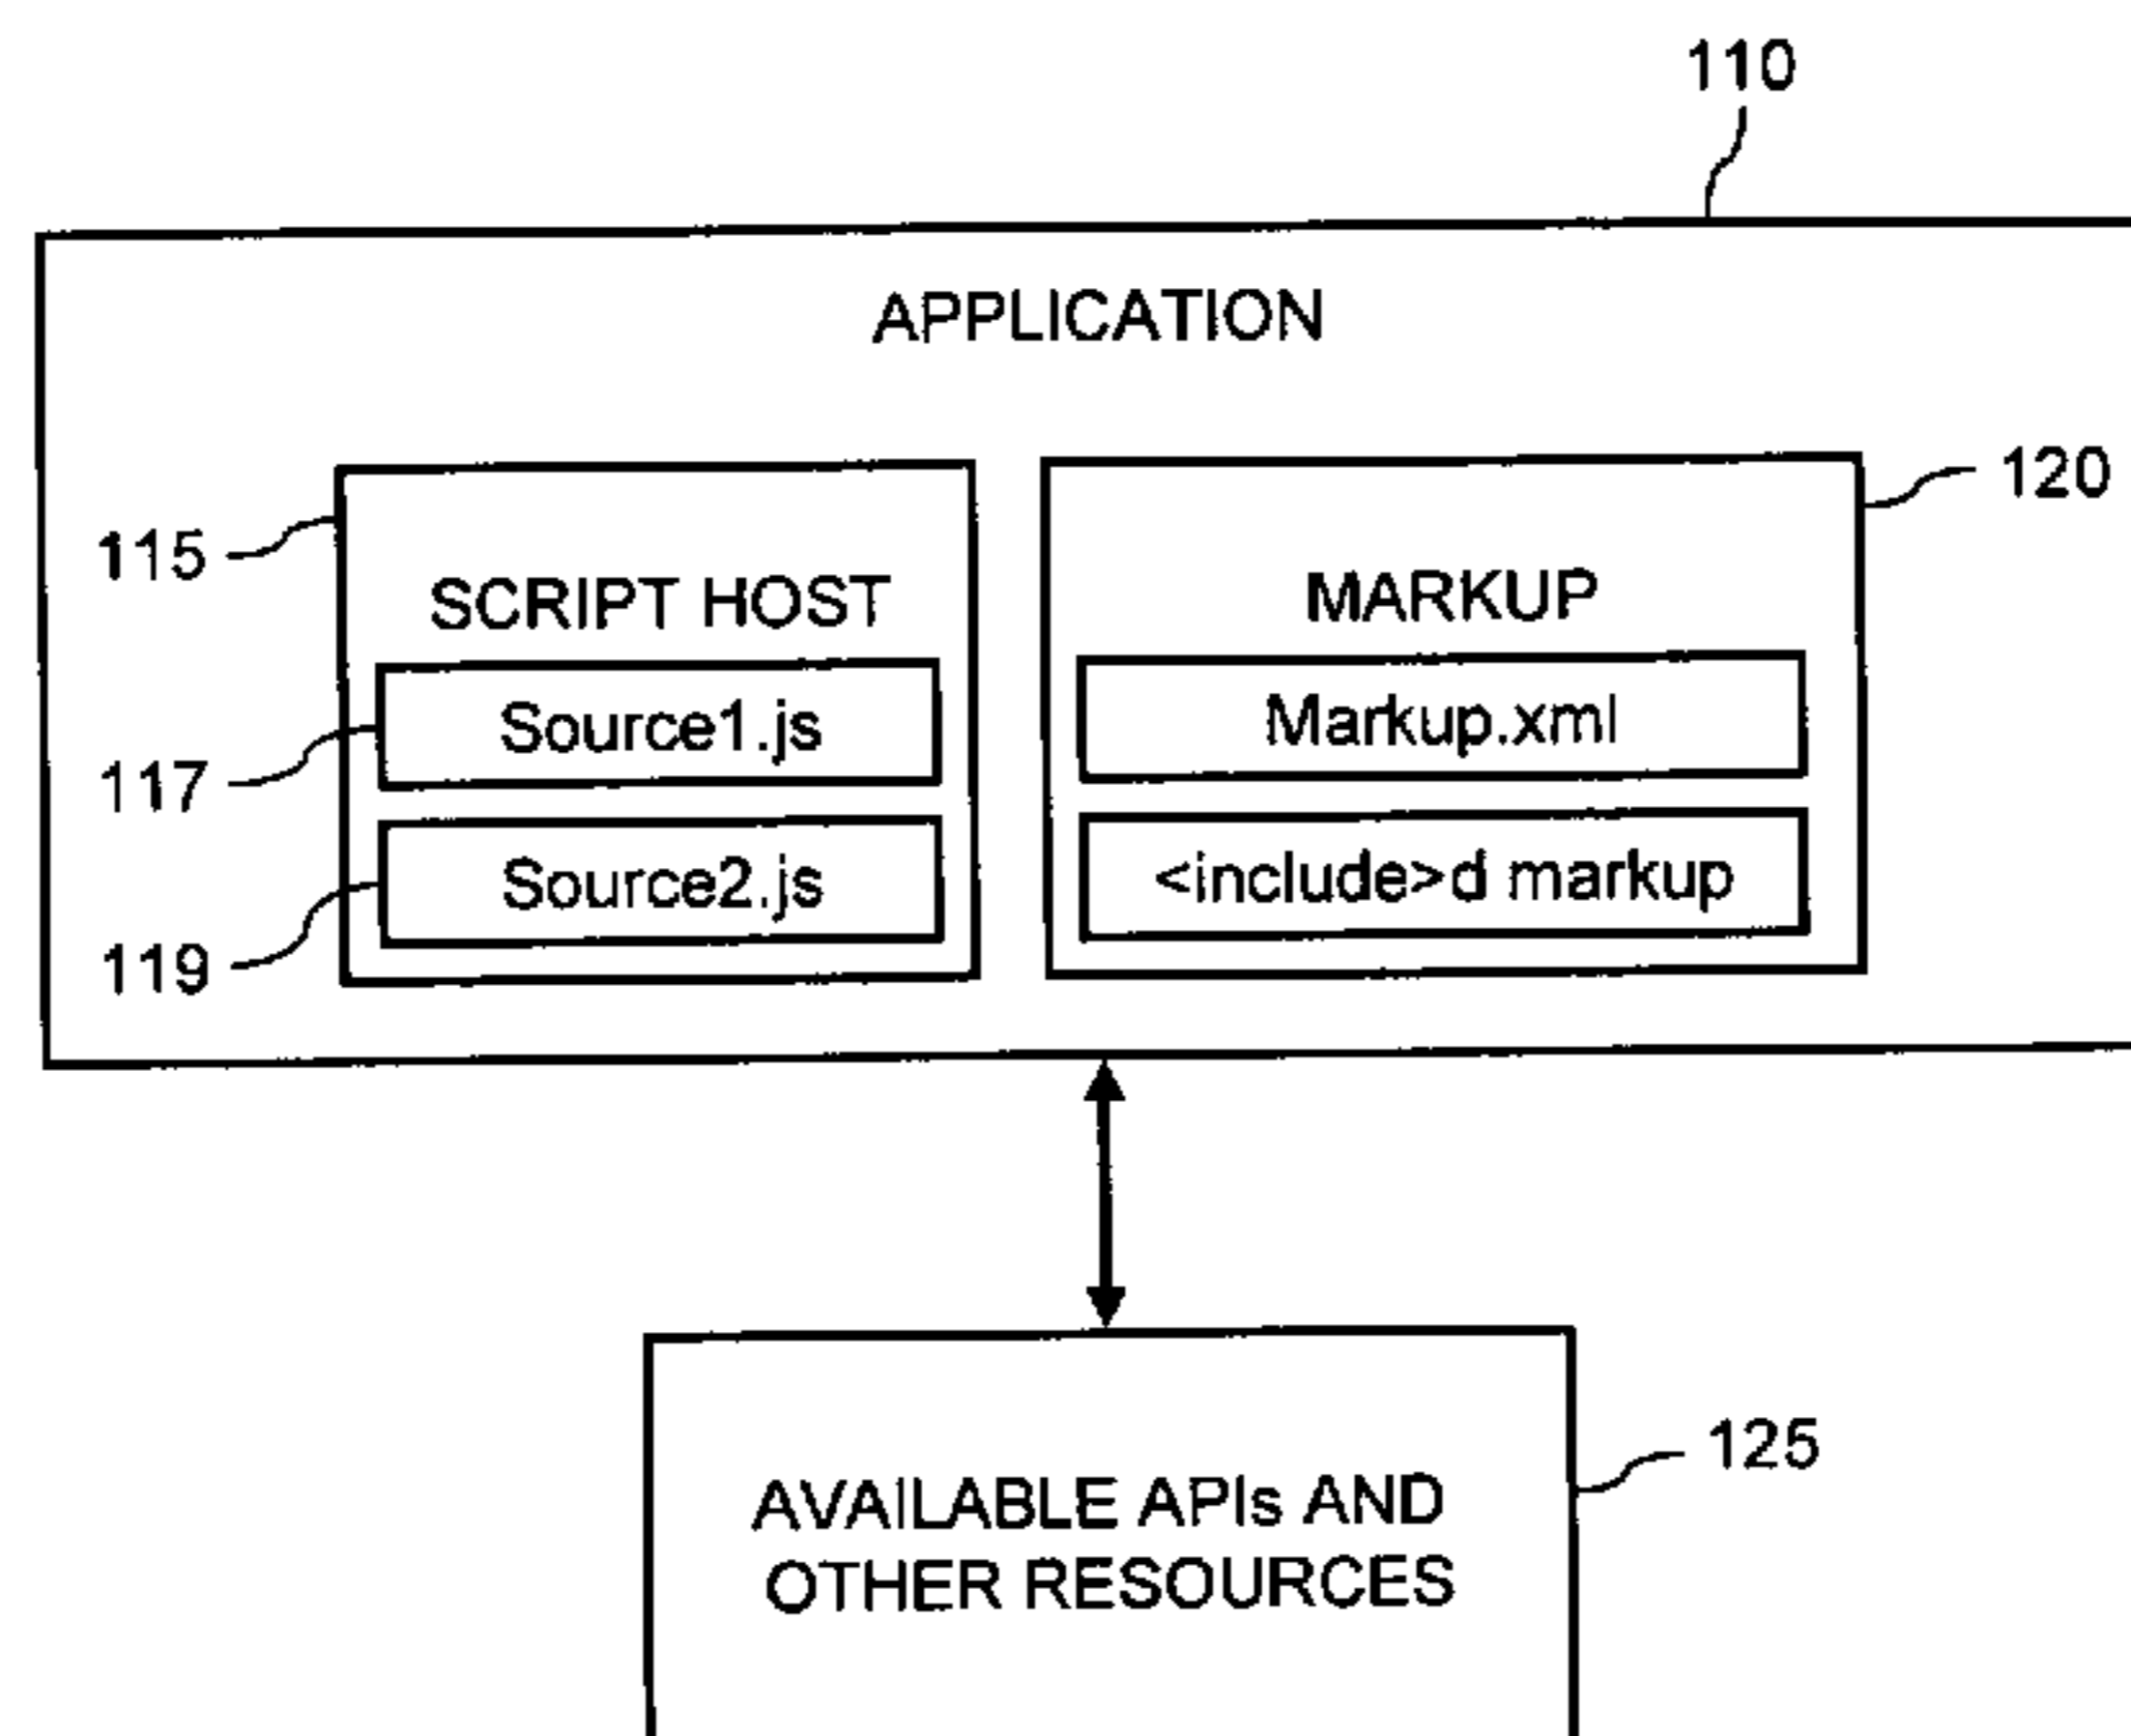 110
APPLICATION
120
115
SCRIPT HOST
MARKUP
Source1.js
Markup.xml
117
Source2.js
<include>d markup
119
125
AVAILABLE APIs AND
OTHER RESOURCES